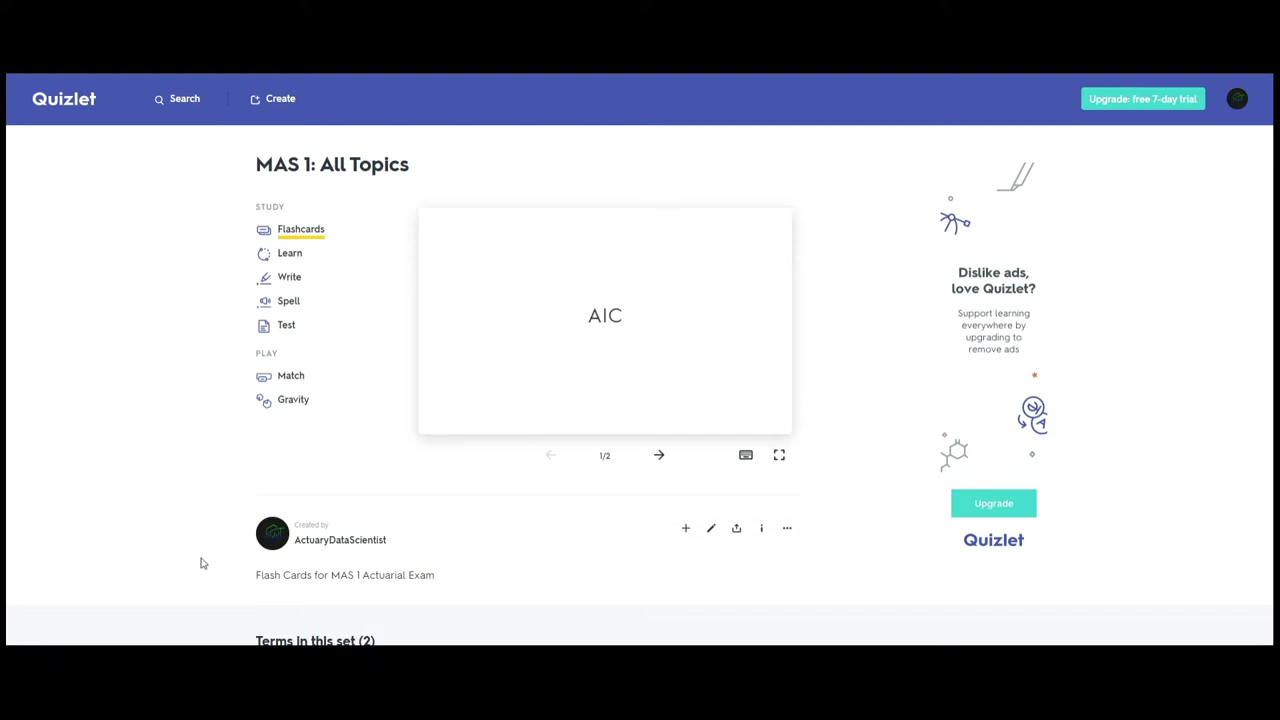 Quizlet
Search
Create
Upgrade: free 7-day trial
MAS 1: All Topics
STUDY
Flashcards
Learn
Write
Spell
Test
PLAY
Match
Gravity
AIC
1/2
Dislike ads,
love Quizlet?
Support learning
everywhere by
upgrading to
remove ads
Upgrade
Quizlet
Created by
ActuaryDataScientist
Flash Cards for MAS 1 Actuarial Exam
Terms in this set (2)